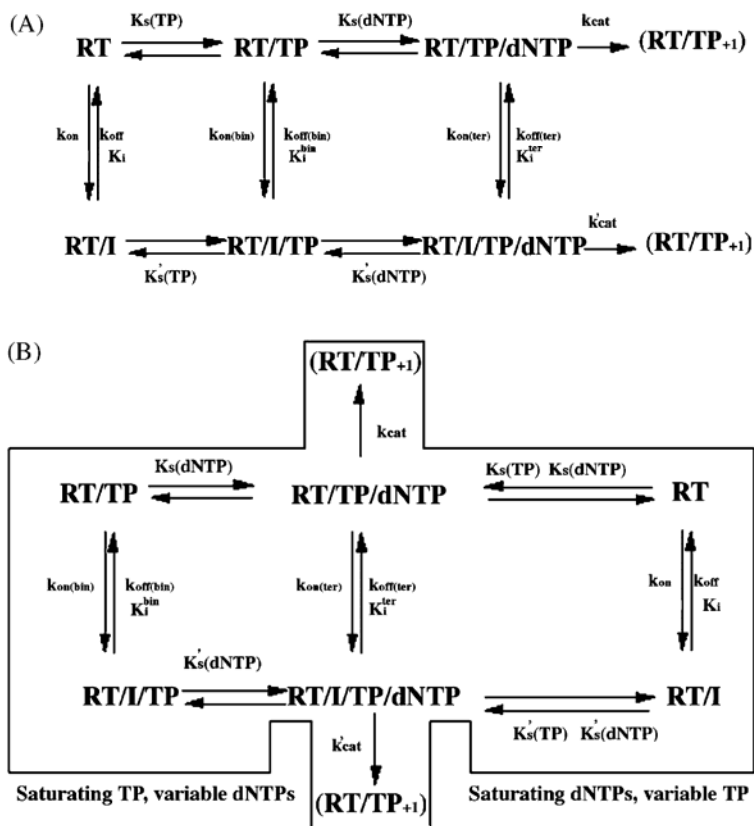 (A)
Ks(TP) Ks(dNTP) kcat
RT RT/TP RT/TP/dNTP (RT/TP+1)
kon koff kon(bin) koff(bin) kon(ter) koff(ter)
Ki Ki^bin Ki^ter
k'cat
RT/I RT/I/TP RT/I/TP/dNTP (RT/TP+1)
K's(TP) K's(dNTP)
(B)
(RT/TP+1)
kcat
Ks(dNTP) Ks(TP) Ks(dNTP)
RT/TP RT/TP/dNTP RT
kon(bin) koff(bin) kon(ter) koff(ter) kon koff
Ki^bin Ki^ter Ki
K's(dNTP)
RT/I/TP RT/I/TP/dNTP RT/I
K's(TP) K's(dNTP)
k'cat
Saturating TP, variable dNTPs (RT/TP+1) Saturating dNTPs, variable TP